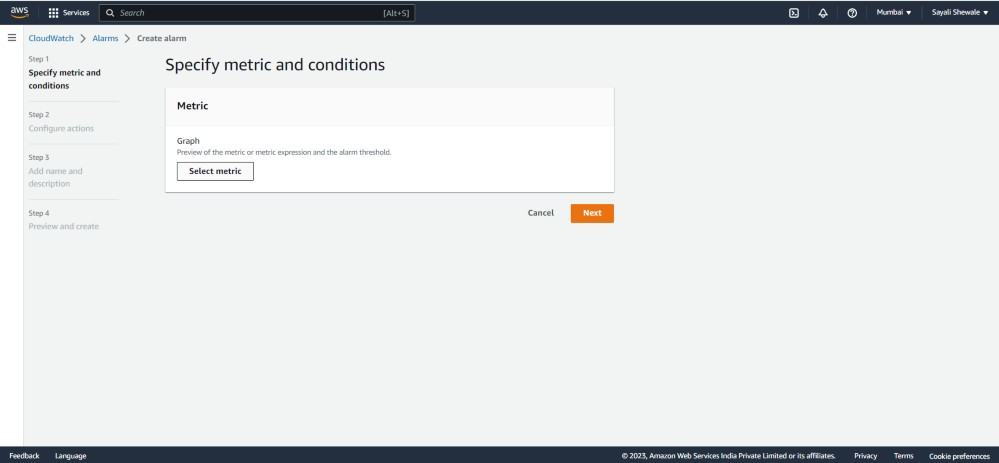 aws Services Search [Alt+S] Mumbai ▼ Sayali Shewale ▼
CloudWatch > Alarms > Create alarm
Step 1
Specify metric and
conditions
Step 2
Configure actions
Step 3
Add name and
description
Step 4
Preview and create
Specify metric and conditions
Metric
Graph
Preview of the metric or metric expression and the alarm threshold.
Select metric
Cancel Next
Feedback Language © 2023, Amazon Web Services India Private Limited or its affiliates. Privacy Terms Cookie preferences